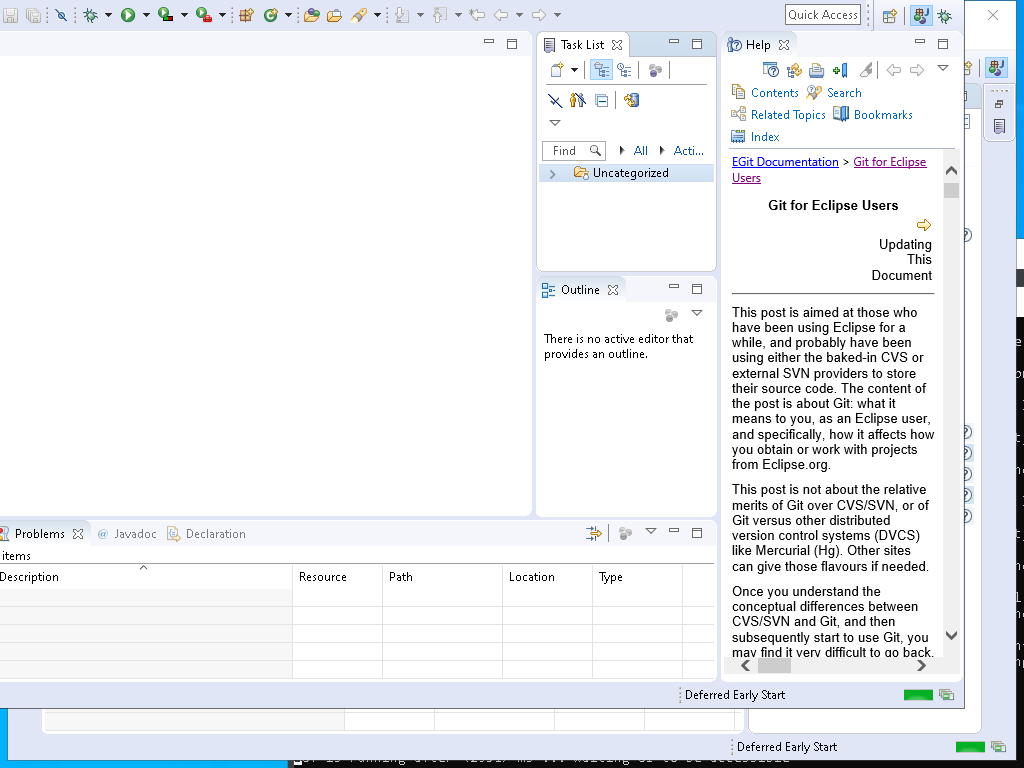 Quick Access
Task List
Help
Contents
Search
Related Topics
Bookmarks
Index
Find
All
Acti...
Uncategorized
EGit Documentation > Git for Eclipse
Users
Git for Eclipse Users
Updating
This
Document
Outline
There is no active editor that
provides an outline.
This post is aimed at those who
have been using Eclipse for a
while, and probably have been
using either the baked-in CVS or
external SVN providers to store
their source code. The content of
the post is about Git: what it
means to you, as an Eclipse user,
and specifically, how it affects how
you obtain or work with projects
from Eclipse.org.
This post is not about the relative
merits of Git over CVS/SVN, or of
Git versus other distributed
version control systems (DVCS)
like Mercurial (Hg). Other sites
can give those flavours if needed.
Once you understand the
conceptual differences between
CVS/SVN and Git, and then
subsequently start to use Git, you
may find it very difficult to go back.
Problems
Javadoc
Declaration
items
Description
Resource
Path
Location
Type
Deferred Early Start
Deferred Early Start